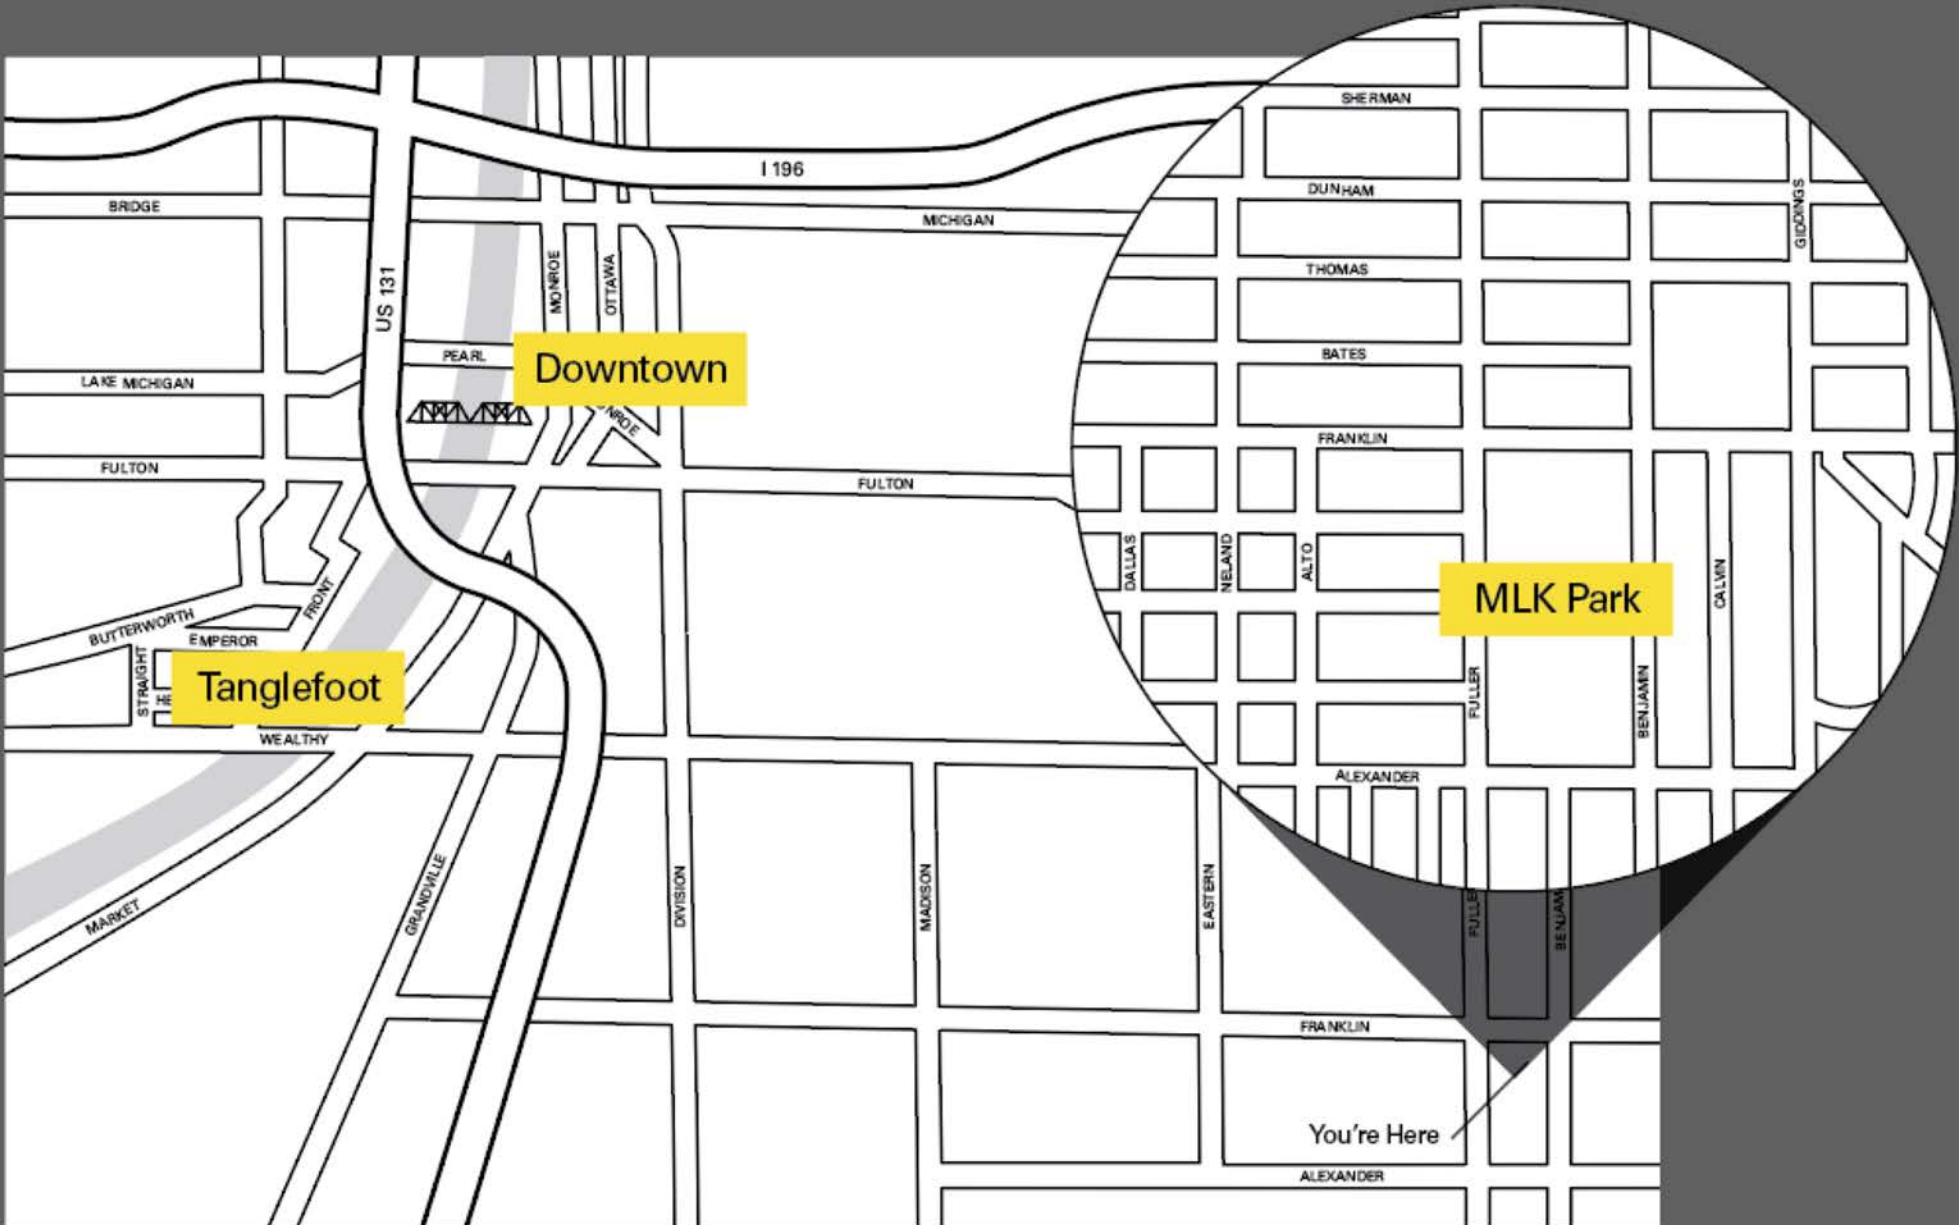 SHERMAN
I 196
DUNHAM
GIDDINGS
BRIDGE
MICHIGAN
THOMAS
US 131
MONROE
OTTAWA
PEARL
Downtown
BATES
LAKE MICHIGAN
FRANKLIN
FULTON
FULTON
DALLAS
NELAND
ALTO
MLK Park
CALVIN
FRONT
BUTTERWORTH
EMPEROR
STRAIGHT
Tanglefoot
FULLER
BENJAMIN
WEALTHY
ALEXANDER
MARKET
GRANDVILLE
DIVISION
MADISON
EASTERN
FULLER
FRANKLIN
You're Here
ALEXANDER